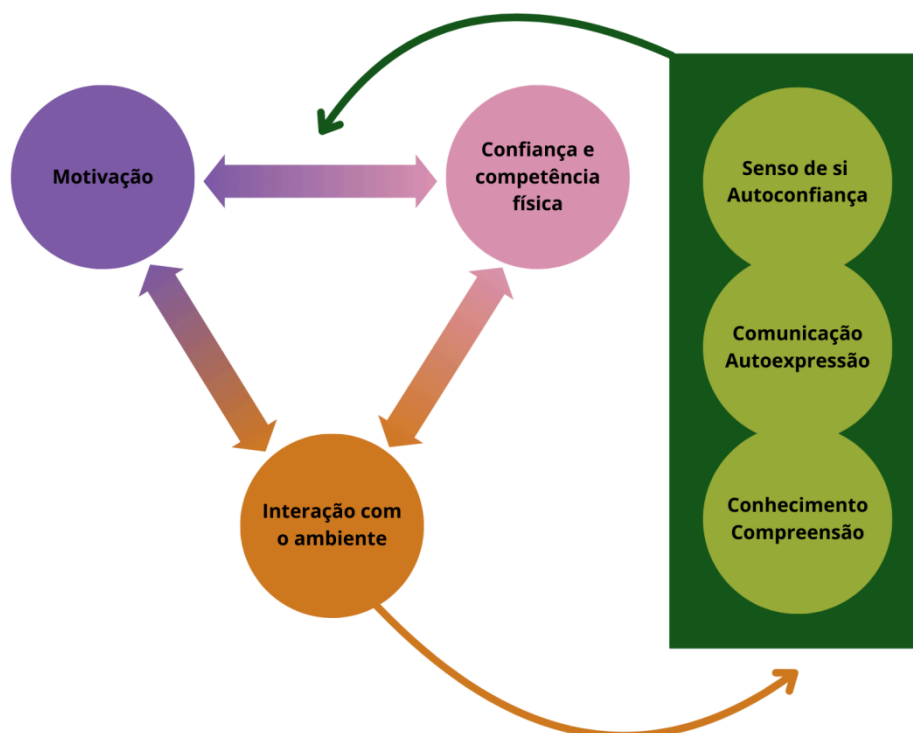 Motivação
Confiança e
competência
física
Interação com
o ambiente
Senso de si
Autoconfiança
Comunicação
Autoexpressão
Conhecimento
Compreensão